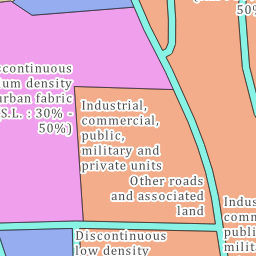 50%
scontinuous
um density
urban fabric
S.L. : 30% -
50%)
Industrial,
commercial,
public,
military and
private units
Other roads
and associated
land
Indus
comm
publi
milit
Discontinuous
low density